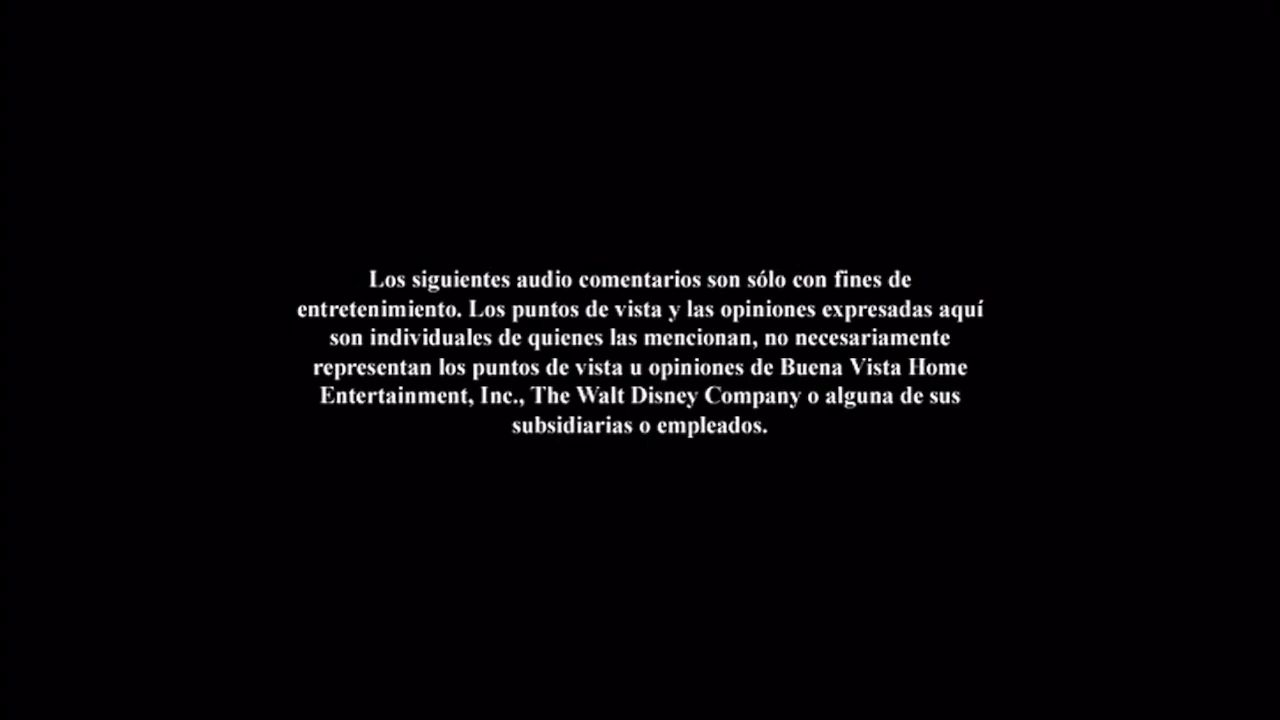 Los siguientes audio comentarios son sólo con fines de
entretenimiento. Los puntos de vista y las opiniones expresadas aquí
son individuales de quienes las mencionan, no necesariamente
representan los puntos de vista u opiniones de Buena Vista Home
Entertainment, Inc., The Walt Disney Company o alguna de sus
subsidiarias o empleados.